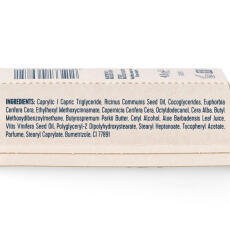 INGREDIENTS: Caprylic / Capric Triglyceride, Ricinus Communis Seed Oil, Cocoglycerides, Euphorbia
Cerifera Cera, Ethylhexyl Methoxycinnamate, Copernicia Cerifera Cera, Octyldodecanol, Cera Alba, Butyl
Methoxydibenzoylmethane, Butyrospermum Parkii Butter, Cetyl Alcohol, Aloe Barbadensis Leaf Juice,
Vitis Vinifera Seed Oil, Polyglyceryl-2 Dipolyhydroxystearate, Stearyl Heptanoate, Tocopheryl Acetate,
Parfume, Stearyl Caprylate, Bumetrizole, CI 77891